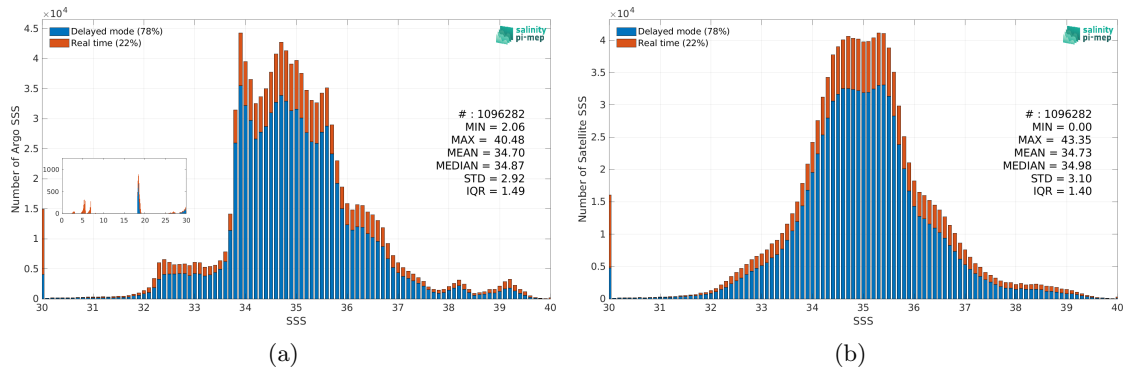 ×10⁴
Delayed mode (78%)
Real time (22%)
salinity
pi-mep
4.5
4
3.5
3
2.5
2
1.5
1
0.5
0
Number of Argo SSS
# : 1096282
MIN = 2.06
MAX = 40.48
MEAN = 34.70
MEDIAN = 34.87
STD = 2.92
IQR = 1.49
1000
500
0
0 5 10 15 20 25 30
30 31 32 33 34 35 36 37 38 39 40
SSS
(a)
×10⁴
Delayed mode (78%)
Real time (22%)
salinity
pi-mep
4
3.5
3
2.5
2
1.5
1
0.5
0
Number of Satellite SSS
# : 1096282
MIN = 0.00
MAX = 43.35
MEAN = 34.73
MEDIAN = 34.98
STD = 3.10
IQR = 1.40
30 31 32 33 34 35 36 37 38 39 40
SSS
(b)